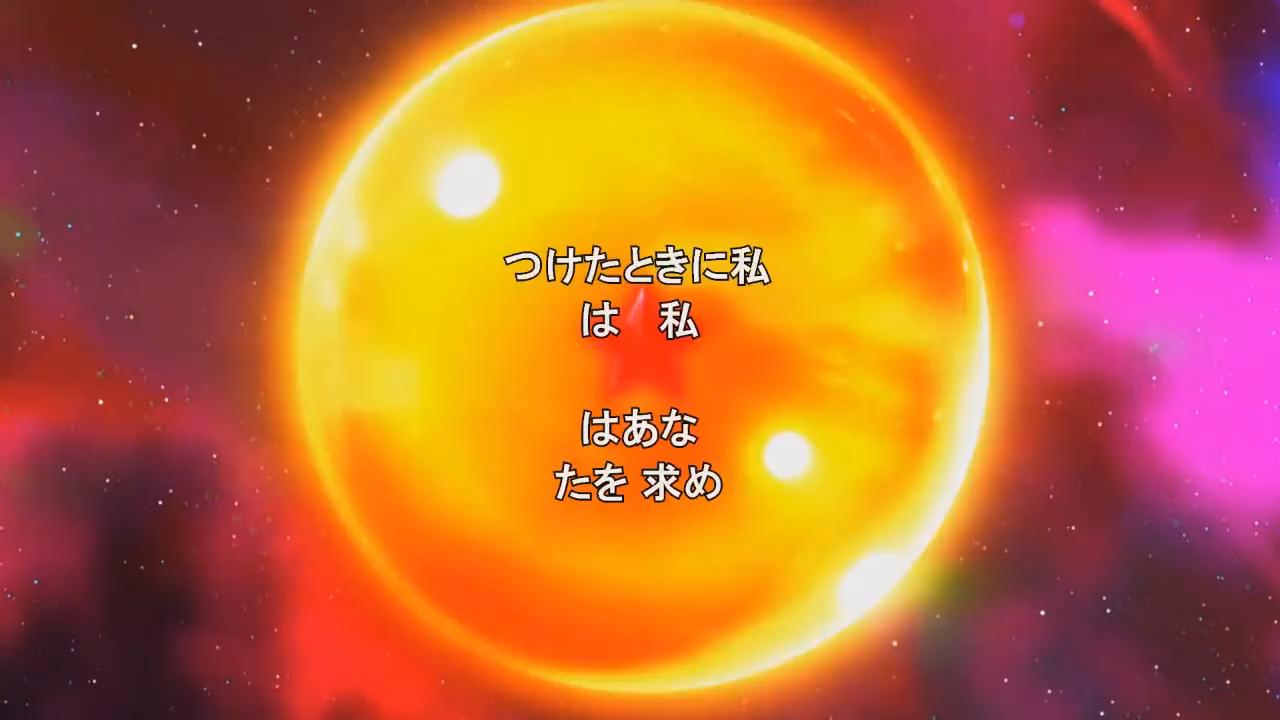 つけたときに私
は　私
はあな
たを 求め